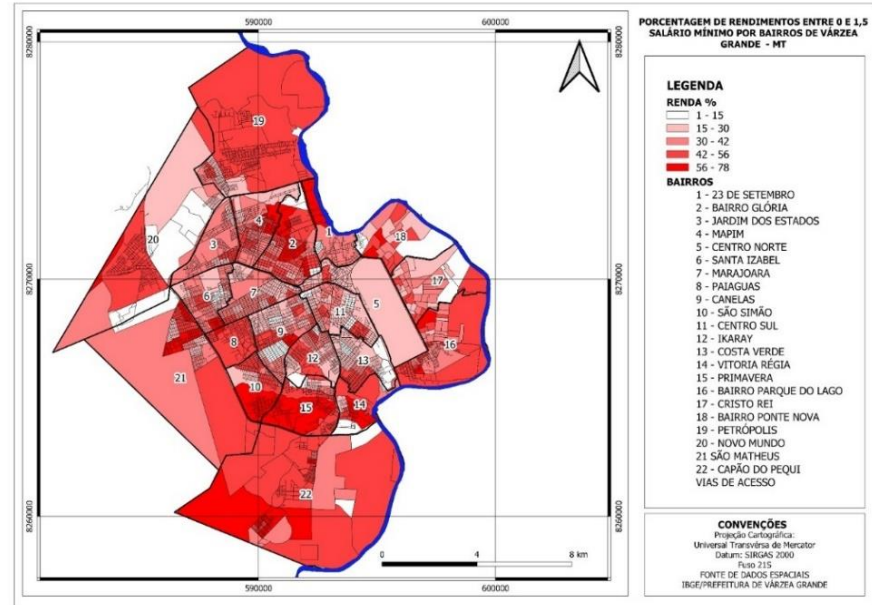 590000
600000
8280000
8270000
8260000
8280000
8270000
8260000
19
4
20
3
2
1
18
17
6
7
5
11
9
8
12
13
16
21
10
15
14
22
0
4
8 km
590000
600000
PORCENTAGEM DE RENDIMENTOS ENTRE 0 E 1,5
SALÁRIO MÍNIMO POR BAIRROS DE VÁRZEA
GRANDE - MT
LEGENDA
RENDA %
1 - 15
15 - 30
30 - 42
42 - 56
56 - 78
BAIRROS
1 - 23 DE SETEMBRO
2 - BAIRRO GLÓRIA
3 - JARDIM DOS ESTADOS
4 - MAPIM
5 - CENTRO NORTE
6 - SANTA IZABEL
7 - MARAJOARA
8 - PAIAGUAS
9 - CANELAS
10 - SÃO SIMÃO
11 - CENTRO SUL
12 - IKARAY
13 - COSTA VERDE
14 - VITORIA RÉGIA
15 - PRIMAVERA
16 - BAIRRO PARQUE DO LAGO
17 - CRISTO REI
18 - BAIRRO PONTE NOVA
19 - PETRÓPOLIS
20 - NOVO MUNDO
21 SÃO MATHEUS
22 - CAPÃO DO PEQUI
VIAS DE ACESSO
CONVENÇÕES
Projeção Cartográfica:
Universal Transvérsa de Mercator
Datum: SIRGAS 2000
Fuso 21S
FONTE DE DADOS ESPACIAIS
IBGE/PREFEITURA DE VÁRZEA GRANDE